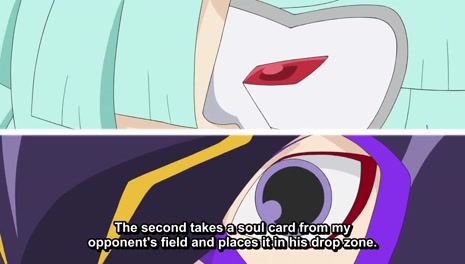 The second takes a soul card from my
opponent's field and places it in his drop zone.